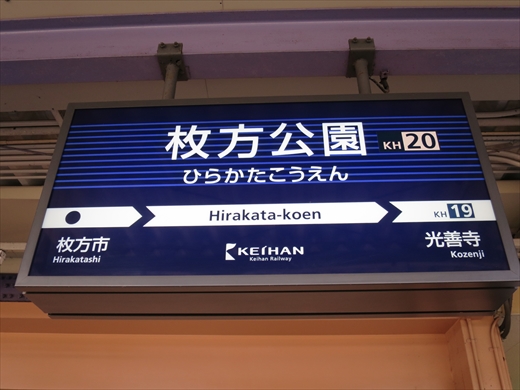 枚方公園 KH 20
ひらかたこうえん
Hirakata-koen
KH 19
枚方市
Hirakatashi
光善寺
Kozenji
KEIHAN
Keihan Railway